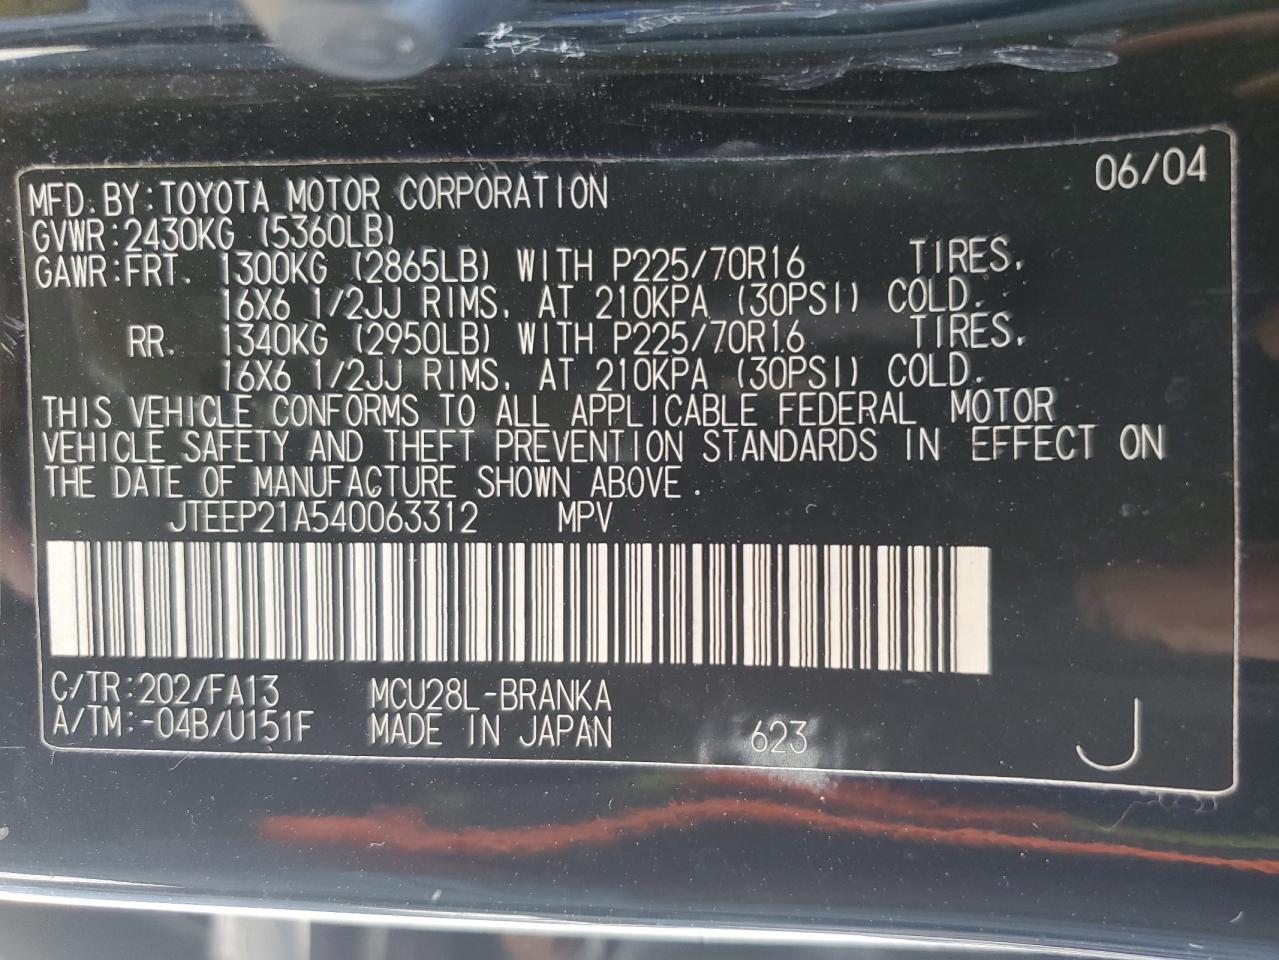 06/04
MFD. BY: TOYOTA MOTOR CORPORATION
GVWR: 2430KG (5360LB)
GAWR: FRT. 1300KG (2865LB) WITH P225/70R16 TIRES,
16X6 1/2JJ RIMS, AT 210KPA (30PSI) COLD.
RR. 1340KG (2950LB) WITH P225/70R16 TIRES,
16X6 1/2JJ RIMS, AT 210KPA (30PSI) COLD.
THIS VEHICLE CONFORMS TO ALL APPLICABLE FEDERAL MOTOR
VEHICLE SAFETY AND THEFT PREVENTION STANDARDS IN EFFECT ON
THE DATE OF MANUFACTURE SHOWN ABOVE.
JTEEP21A540063312 MPV
C/TR: 202/FA13 MCU28L-BRANKA
A/TM: -04B/U151F MADE IN JAPAN 623 J